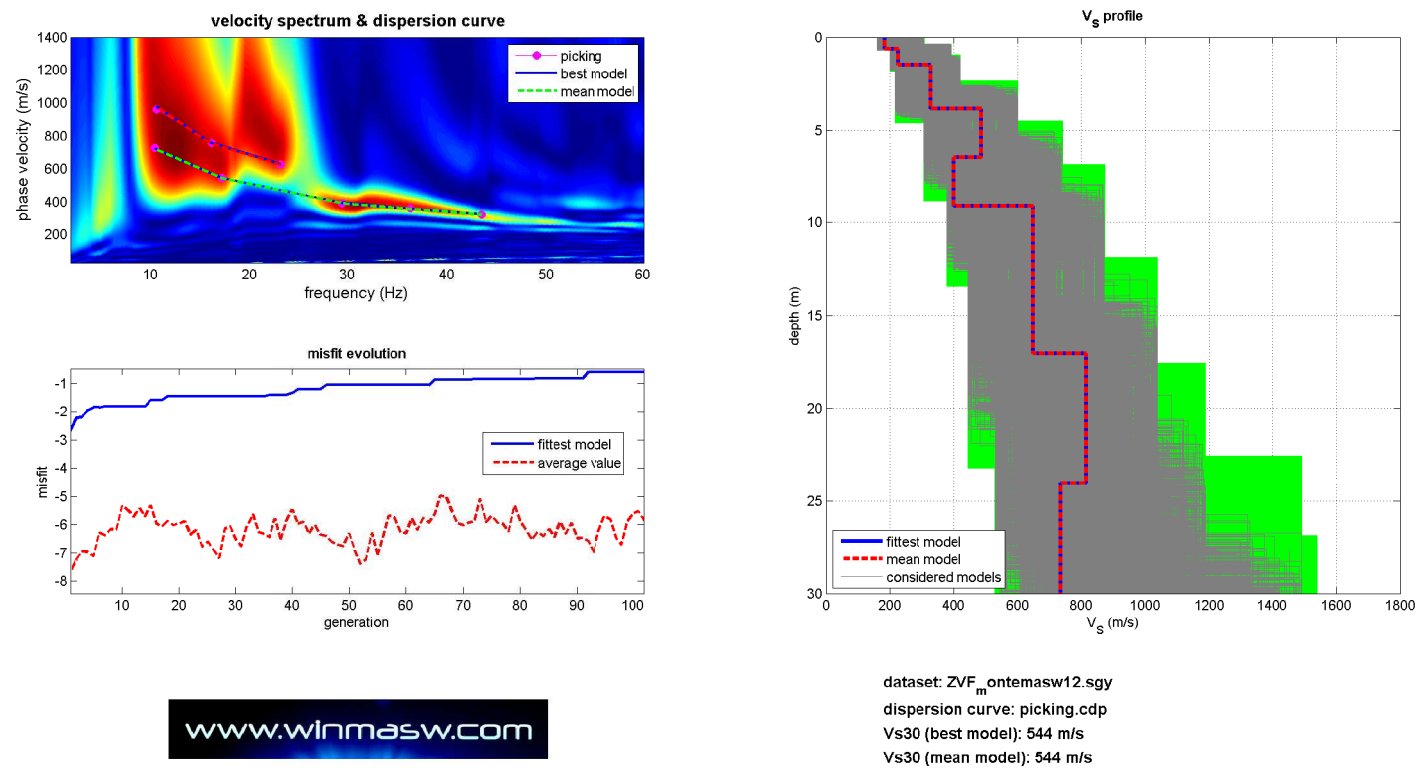 velocity spectrum & dispersion curve
1400
1000
800
600
400
200
phase velocity (m/s)
picking
best model
mean model
10
20
30
40
50
60
frequency (Hz)
misfit evolution
-1
-2
-3
-4
-5
-6
-7
-8
misfit
fittest model
average value
10
20
30
40
50
60
70
80
90
100
generation
www.winmasw.com
VS profile
0
5
10
15
20
25
30
depth (m)
fittest model
mean model
considered models
0
200
400
600
800
1000
1200
1400
1600
1800
VS (m/s)
dataset: ZVFmontemasw12.sgy
dispersion curve: picking.cdp
Vs30 (best model): 544 m/s
Vs30 (mean model): 544 m/s